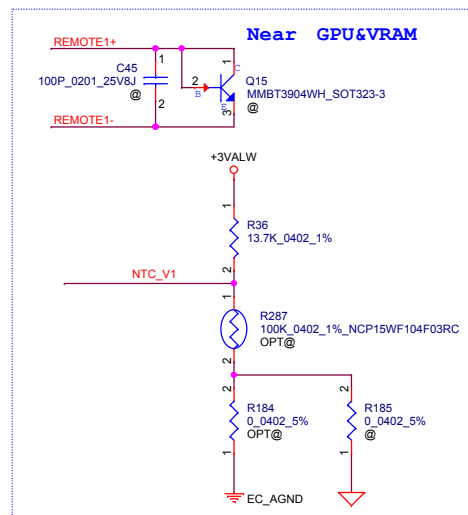 Near GPU&VRAM
REMOTE1+
C45
100P_0201_25V8J
@
1
2
1
C
2
B
E
3
Q15
MMBT3904WH_SOT323-3
@
REMOTE1-
+3VALW
1
R36
13.7K_0402_1%
2
NTC_V1
1
R287
100K_0402_1%_NCP15WF104F03RC
OPT@
2
2
R184
0_0402_5%
OPT@
1
2
R185
0_0402_5%
@
1
EC_AGND